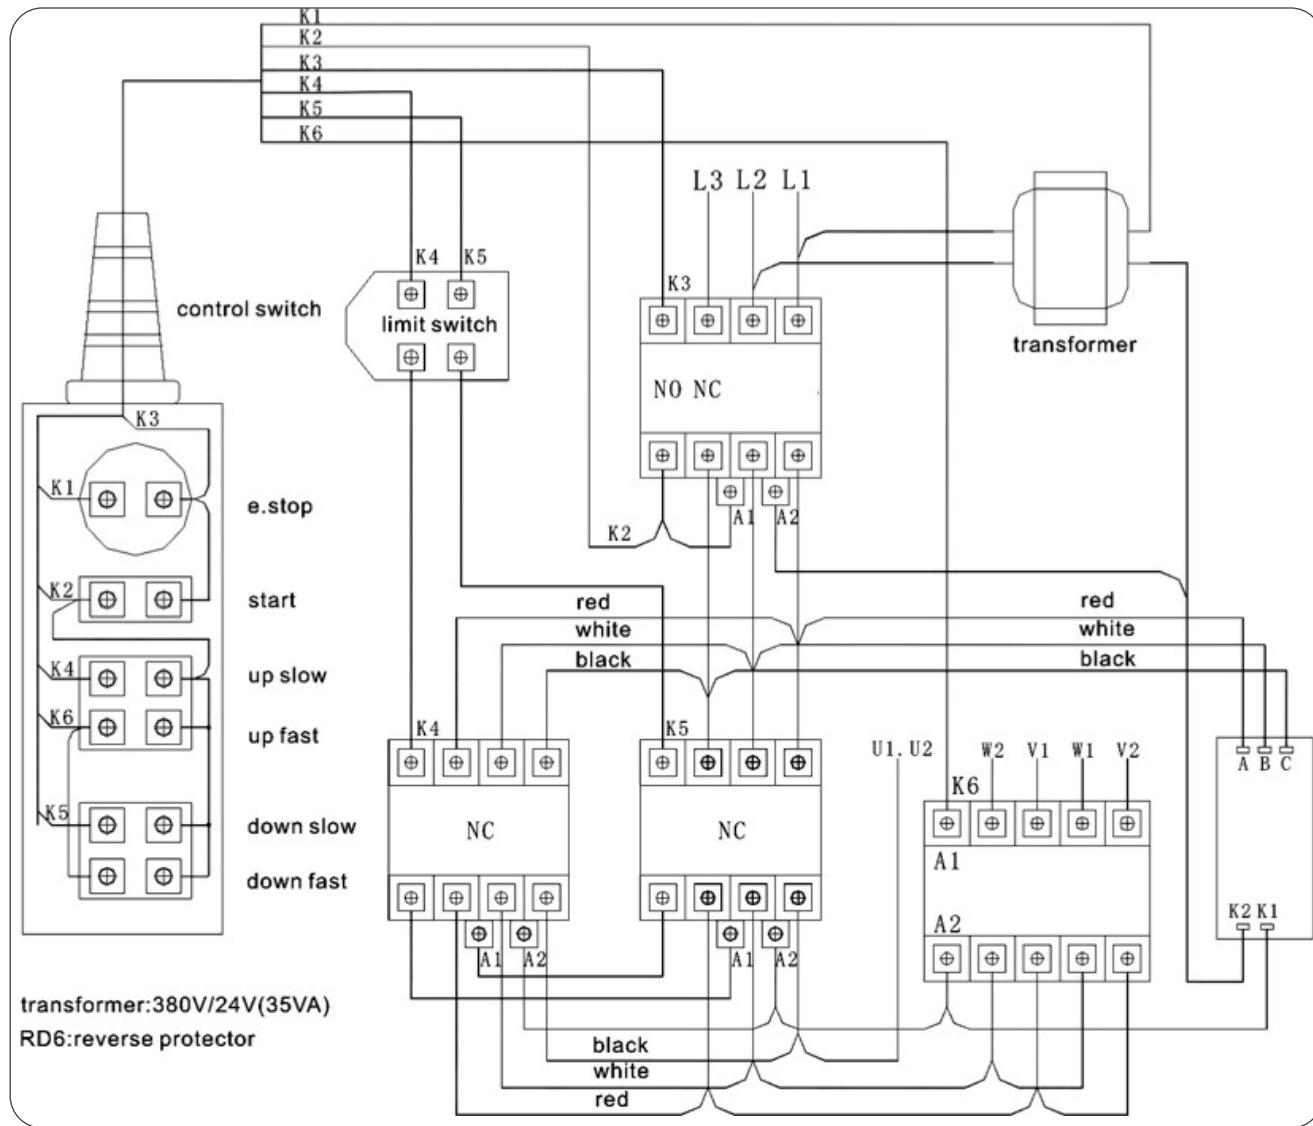 K1
K2
K3
K4
K5
K6
L3 L2 L1
K4 K5
K3
control switch
limit switch
transformer
NO NC
K3
K1
e.stop
A1 A2
K2
K2
start
red
red
white
white
black
black
K4
up slow
K6
up fast
K4
K5
U1. U2
W2 V1 W1 V2
A B C
K6
K5
down slow
NC
NC
A1
down fast
A2
K2 K1
A1 A2
A1 A2
transformer:380V/24V(35VA)
RD6:reverse protector
black
white
red